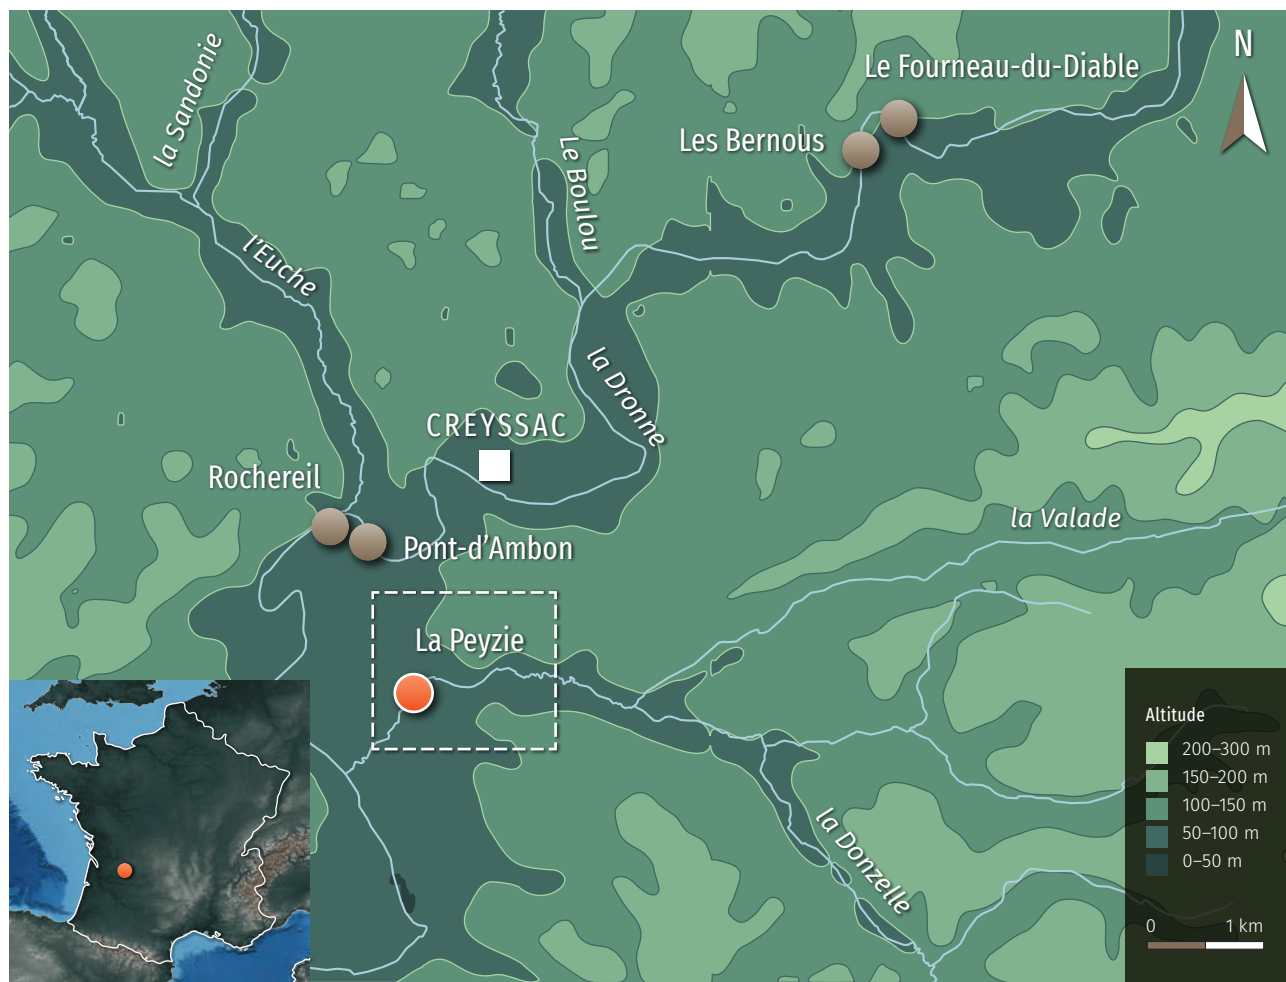 N
Le Fourneau-du-Diable
la Sandonie
Les Bernous
Le Boulou
l'Euche
la Dronne
CREYSSAC
Rochereil
la Valade
Pont-d'Ambon
La Peyzie
la Donzelle
Altitude
200–300 m
150–200 m
100–150 m
50–100 m
0–50 m
0 1 km